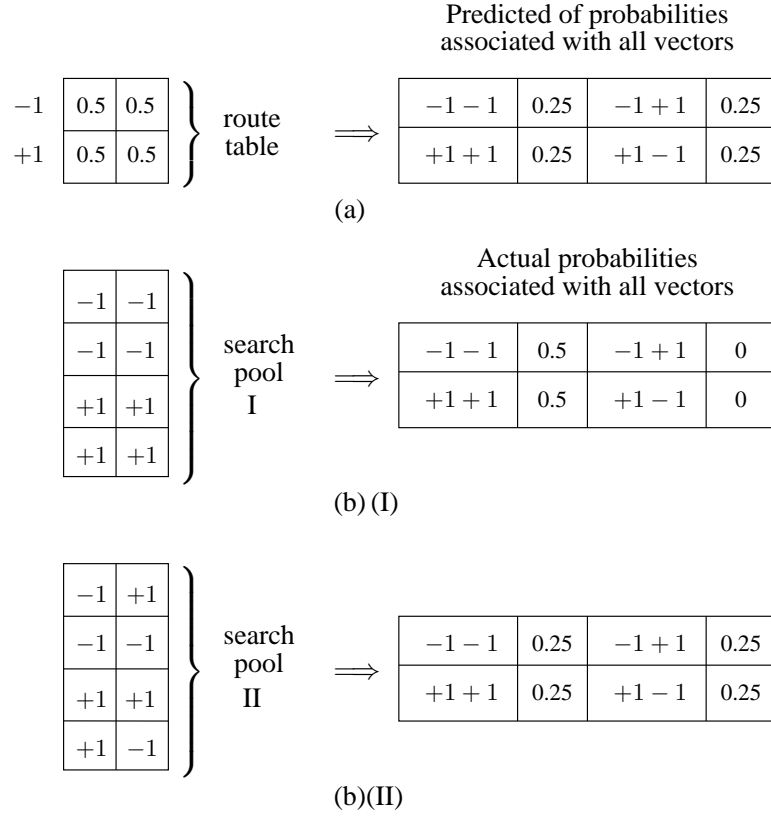 Predicted of probabilities
associated with all vectors
−1 0.5 0.5 route −1 − 1 0.25 −1 + 1 0.25
+1 0.5 0.5 table ⟹ +1 + 1 0.25 +1 − 1 0.25
(a)
Actual probabilities
associated with all vectors
−1 −1
−1 −1 search −1 − 1 0.5 −1 + 1 0
+1 +1 pool ⟹ +1 + 1 0.5 +1 − 1 0
+1 +1 I
(b) (I)
−1 +1
−1 −1 search −1 − 1 0.25 −1 + 1 0.25
+1 +1 pool ⟹ +1 + 1 0.25 +1 − 1 0.25
+1 −1 II
(b)(II)